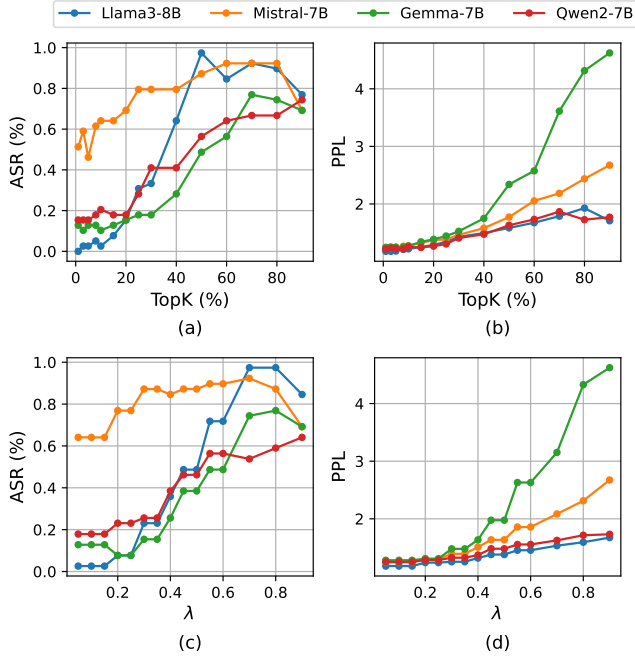 Llama3-8B Mistral-7B Gemma-7B Qwen2-7B
ASR (%)
1.0
0.8
0.6
0.4
0.2
0.0
0 20 40 60 80
TopK (%)
(a)
PPL
4
3
2
0 20 40 60 80
TopK (%)
(b)
ASR (%)
1.0
0.8
0.6
0.4
0.2
0.0
0.2 0.4 0.6 0.8
λ
(c)
PPL
4
3
2
0.2 0.4 0.6 0.8
λ
(d)